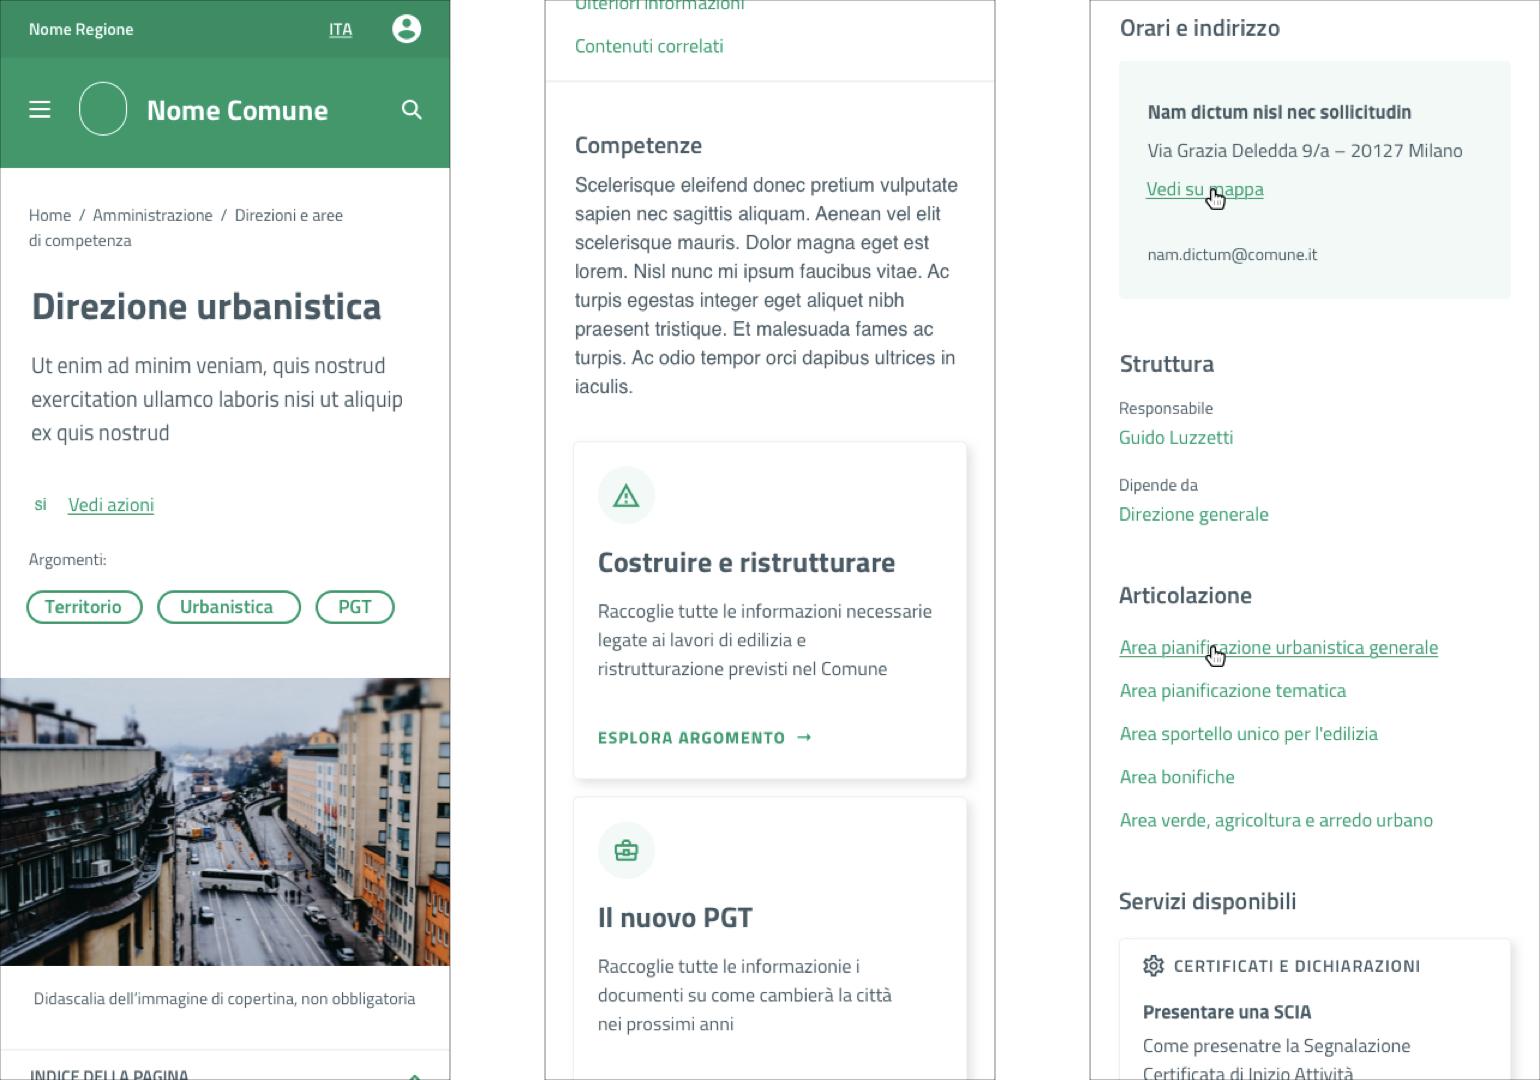 Nome Regione
ITA
Nome Comune
Home / Amministrazione / Direzioni e aree
di competenza
Direzione urbanistica
Ut enim ad minim veniam, quis nostrud
exercitation ullamco laboris nisi ut aliquip
ex quis nostrud
si Vedi azioni
Argomenti:
Territorio
Urbanistica
PGT
Didascalia dell’immagine di copertina, non obbligatoria
INDICE DELLA PAGINA
Ulteriori informazioni
Contenuti correlati
Competenze
Scelerisque eleifend donec pretium vulputate
sapien nec sagittis aliquam. Aenean vel elit
scelerisque mauris. Dolor magna eget est
lorem. Nisl nunc mi ipsum faucibus vitae. Ac
turpis egestas integer eget aliquet nibh
praesent tristique. Et malesuada fames ac
turpis. Ac odio tempor orci dapibus ultrices in
iaculis.
Costruire e ristrutturare
Raccoglie tutte le informazioni necessarie
legate ai lavori di edilizia e
ristrutturazione previsti nel Comune
ESPLORA ARGOMENTO →
Il nuovo PGT
Raccoglie tutte le informazionie i
documenti su come cambierà la città
nei prossimi anni
Orari e indirizzo
Nam dictum nisl nec sollicitudin
Via Grazia Deledda 9/a – 20127 Milano
Vedi su mappa
nam.dictum@comune.it
Struttura
Responsabile
Guido Luzzetti
Dipende da
Direzione generale
Articolazione
Area pianificazione urbanistica generale
Area pianificazione tematica
Area sportello unico per l'edilizia
Area bonifiche
Area verde, agricoltura e arredo urbano
Servizi disponibili
CERTIFICATI E DICHIARAZIONI
Presentare una SCIA
Come presenatre la Segnalazione
Certificata di Inizio Attività